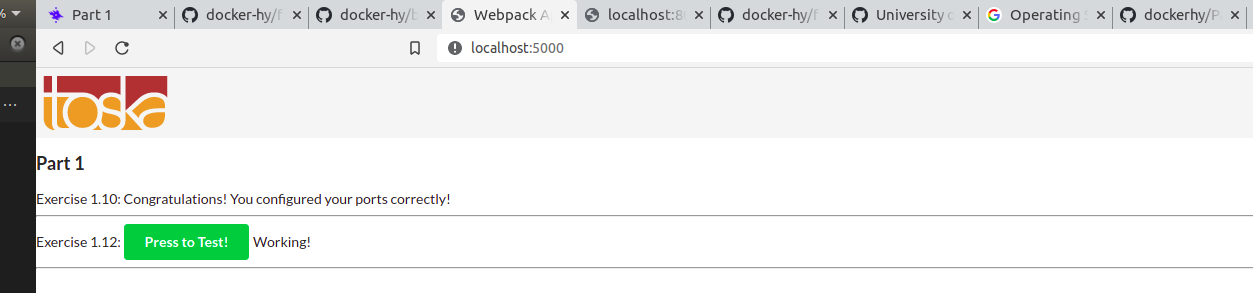 % Part 1 docker-hy/f docker-hy/b Webpack A localhost:8 docker-hy/f University o Operating S dockerhy/P
localhost:5000
toska
Part 1
Exercise 1.10: Congratulations! You configured your ports correctly!
Exercise 1.12: Press to Test! Working!